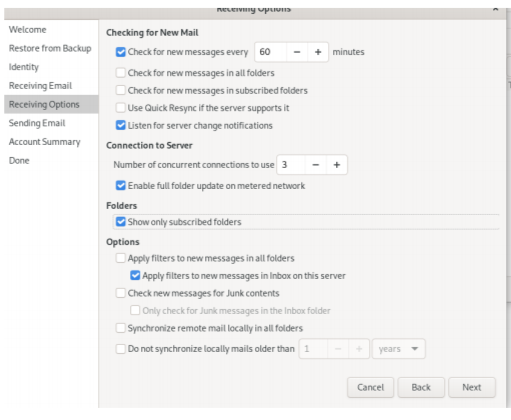 Receiving Options
Welcome
Restore from Backup
Identity
Receiving Email
Receiving Options
Sending Email
Account Summary
Done
Checking for New Mail
Check for new messages every 60 − + minutes
Check for new messages in all folders
Check for new messages in subscribed folders
Use Quick Resync if the server supports it
Listen for server change notifications
Connection to Server
Number of concurrent connections to use 3 − +
Enable full folder update on metered network
Folders
Show only subscribed folders
Options
Apply filters to new messages in all folders
Apply filters to new messages in Inbox on this server
Check new messages for Junk contents
Only check for Junk messages in the Inbox folder
Synchronize remote mail locally in all folders
Do not synchronize locally mails older than 1 − + years
Cancel Back Next